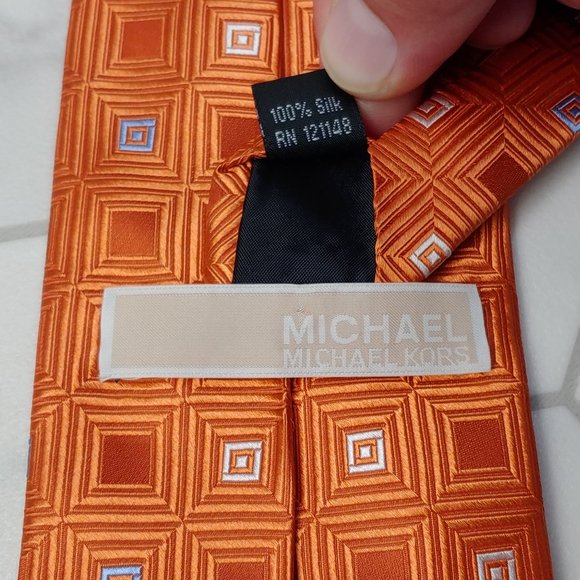 100% Silk
RN 121148
MICHAEL
MICHAEL KORS